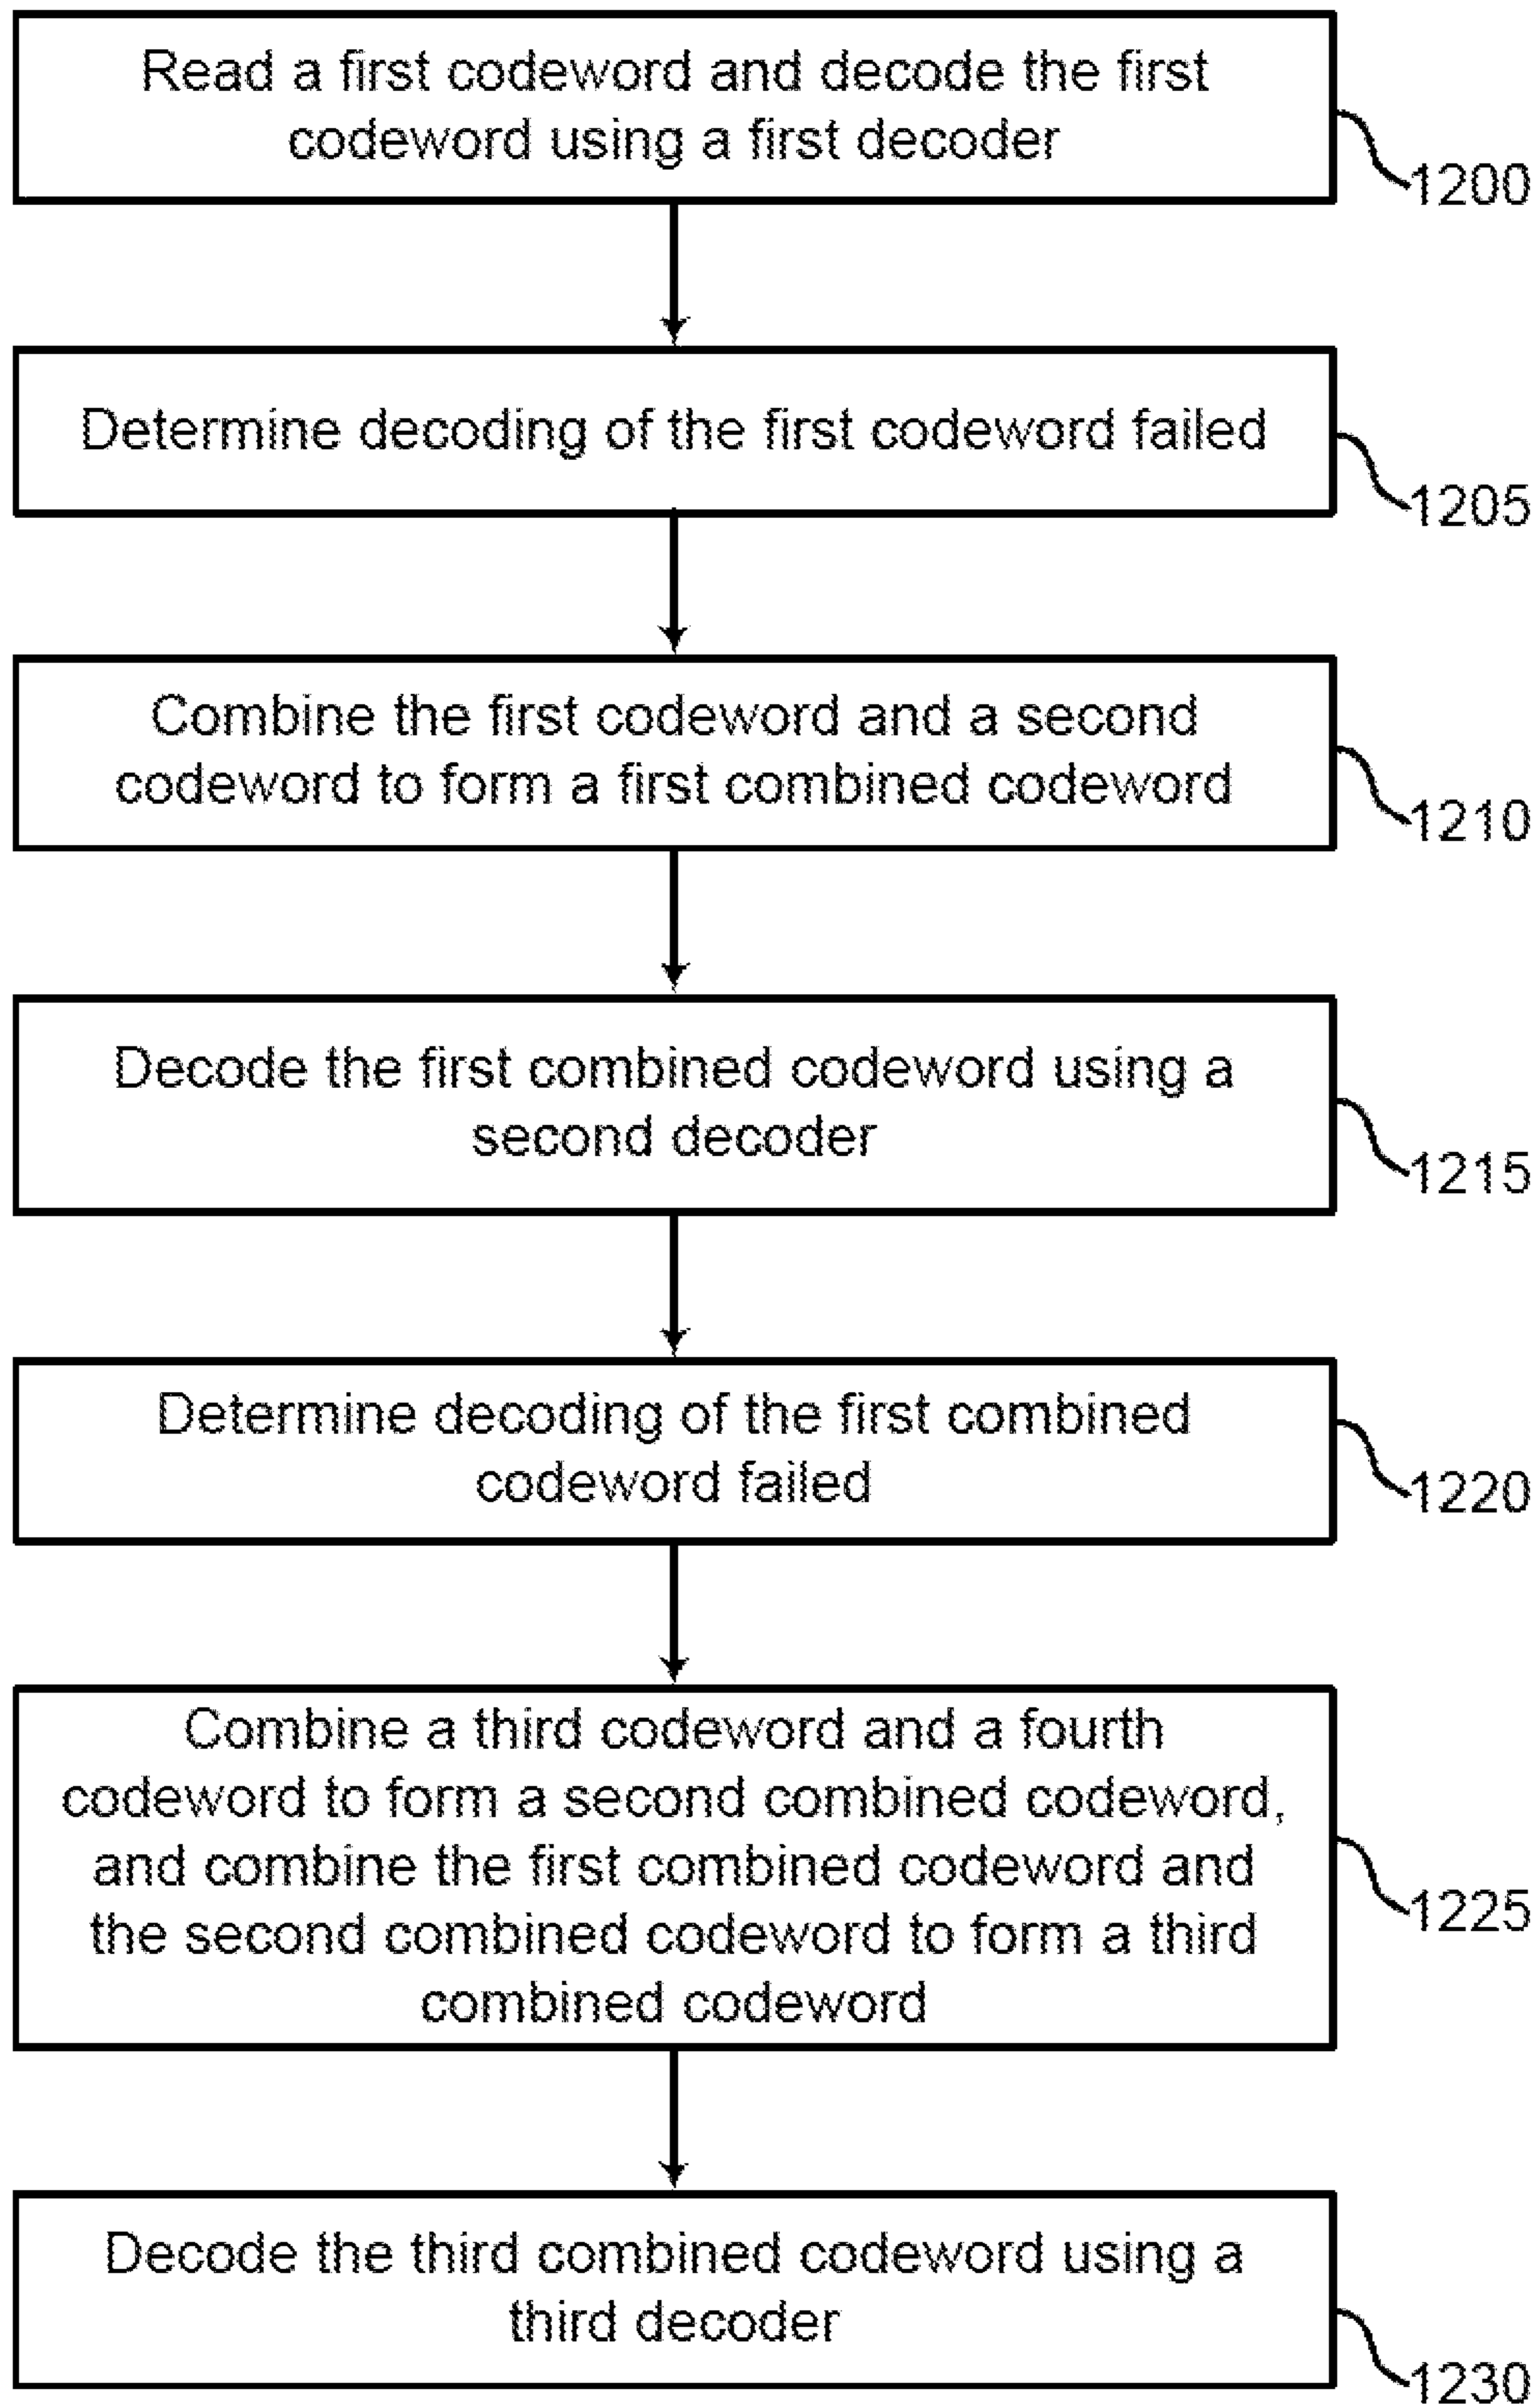 Read a first codeword and decode the first
codeword using a first decoder
1200
Determine decoding of the first codeword failed
1205
Combine the first codeword and a second
codeword to form a first combined codeword
1210
Decode the first combined codeword using a
second decoder
1215
Determine decoding of the first combined
codeword failed
1220
Combine a third codeword and a fourth
codeword to form a second combined codeword,
and combine the first combined codeword and
the second combined codeword to form a third
combined codeword
1225
Decode the third combined codeword using a
third decoder
1230